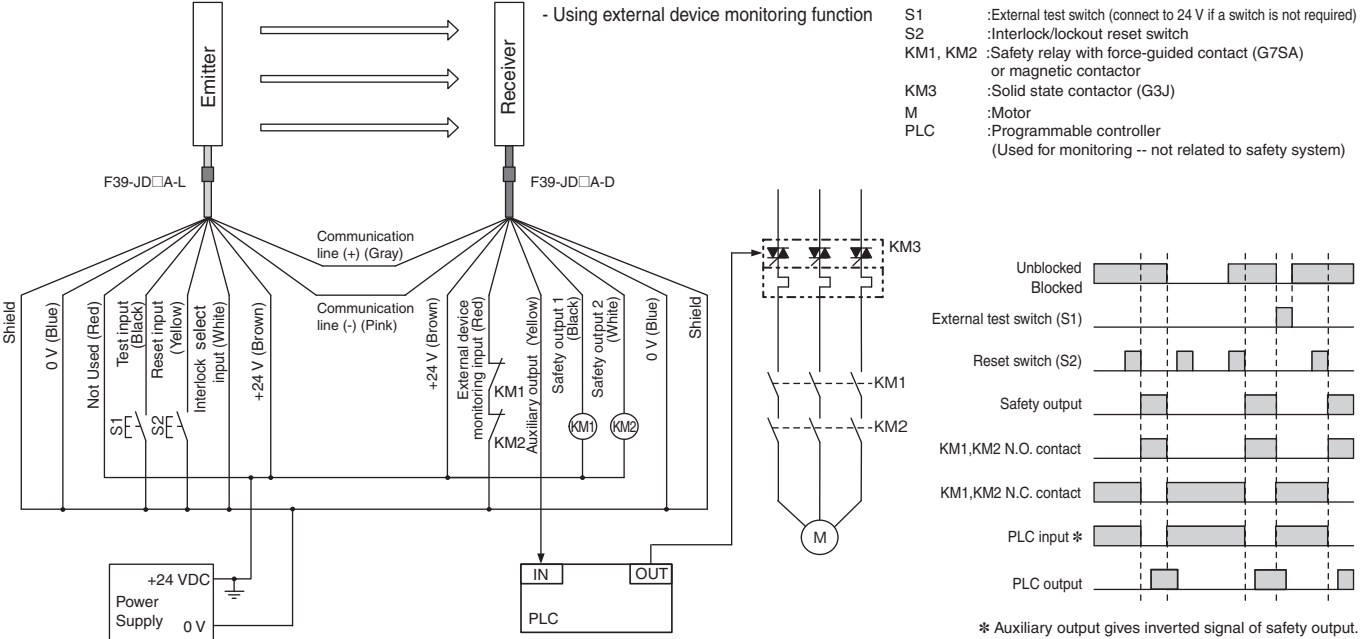 - Using external device monitoring function
S1 :External test switch (connect to 24 V if a switch is not required)
S2 :Interlock/lockout reset switch
KM1, KM2 :Safety relay with force-guided contact (G7SA)
or magnetic contactor
KM3 :Solid state contactor (G3J)
M :Motor
PLC :Programmable controller
(Used for monitoring -- not related to safety system)
Emitter
Receiver
F39-JD□A-L
F39-JD□A-D
Communication
line (+) (Gray)
Communication
line (-) (Pink)
Shield
0 V (Blue)
Not Used (Red)
Test input
(Black)
Reset input
(Yellow)
Interlock select
input (White)
+24 V (Brown)
+24 V (Brown)
External device
monitoring input (Red)
Auxiliary output (Yellow)
Safety output 1
(Black)
Safety output 2
(White)
0 V (Blue)
Shield
S1
S2
KM1
KM2
KM1
KM2
KM3
KM1
KM2
M
+24 VDC
Power
Supply
0 V
IN
OUT
PLC
Unblocked
Blocked
External test switch (S1)
Reset switch (S2)
Safety output
KM1,KM2 N.O. contact
KM1,KM2 N.C. contact
PLC input ✻
PLC output
✻ Auxiliary output gives inverted signal of safety output.